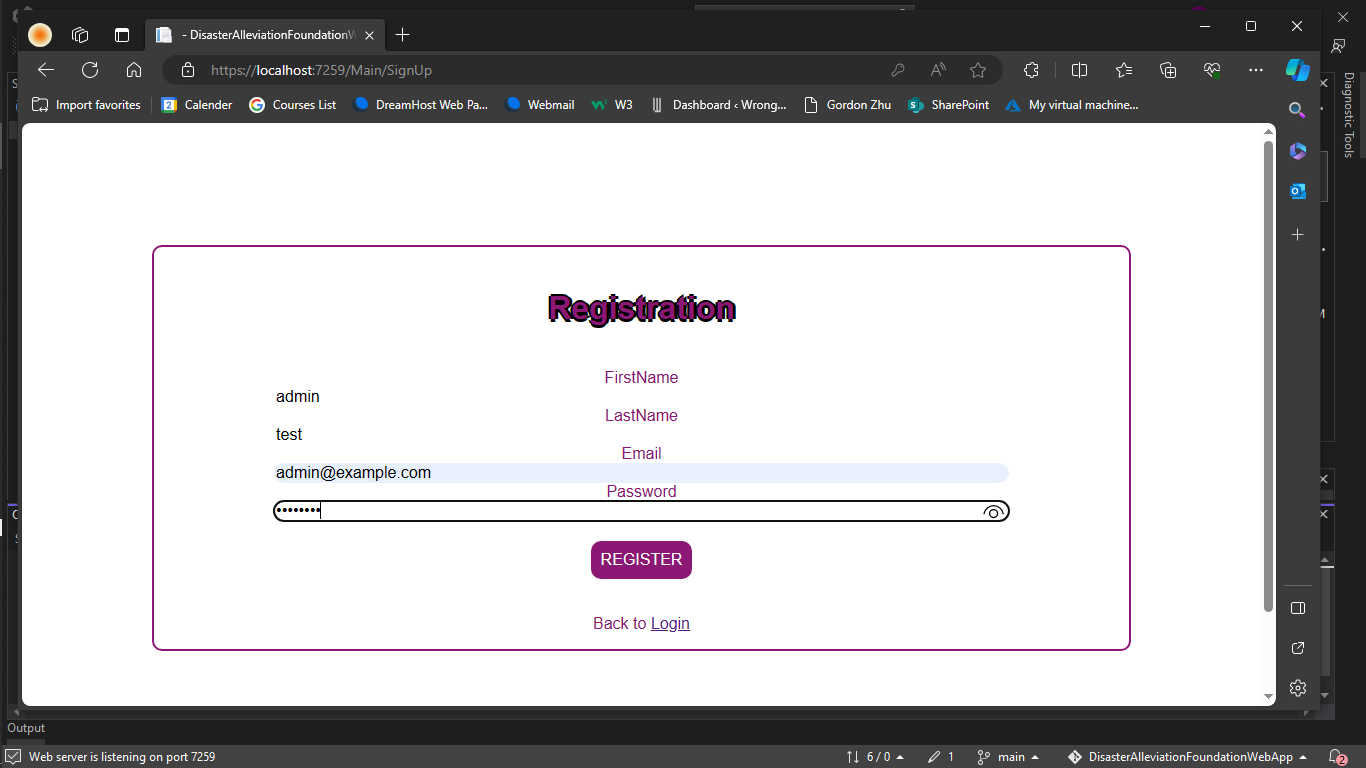 - DisasterAlleviationFoundationW
https://localhost:7259/Main/SignUp
Import favorites
Calender
Courses List
DreamHost Web Pa...
Webmail
W3
Dashboard ‹ Wrong...
Gordon Zhu
SharePoint
My virtual machine...
Diagnostic Tools
Registration
FirstName
admin
LastName
test
Email
admin@example.com
Password
••••••••
REGISTER
Back to Login
Output
Web server is listening on port 7259
6 / 0
1
main
DisasterAlleviationFoundationWebApp
2